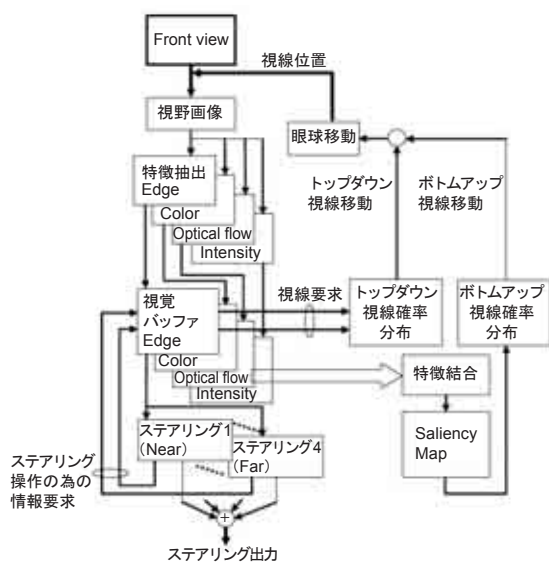 Front view
視線位置
視野画像
眼球移動
特徴抽出
Edge
Color
Optical flow
Intensity
トップダウン
視線移動
ボトムアップ
視線移動
視覚
バッファ
Edge
Color
Optical flow
Intensity
視線要求
トップダウン
視線確率
分布
ボトムアップ
視線確率
分布
特徴結合
Saliency
Map
ステアリング1
(Near)
ステアリング4
(Far)
ステアリング
操作の為の
情報要求
+
ステアリング出力